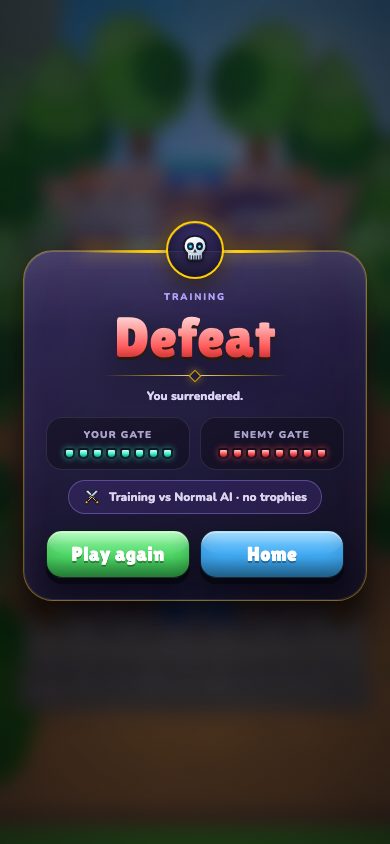 TRAINING
Defeat
You surrendered.
YOUR GATE
ENEMY GATE
Training vs Normal AI · no trophies
Play again
Home